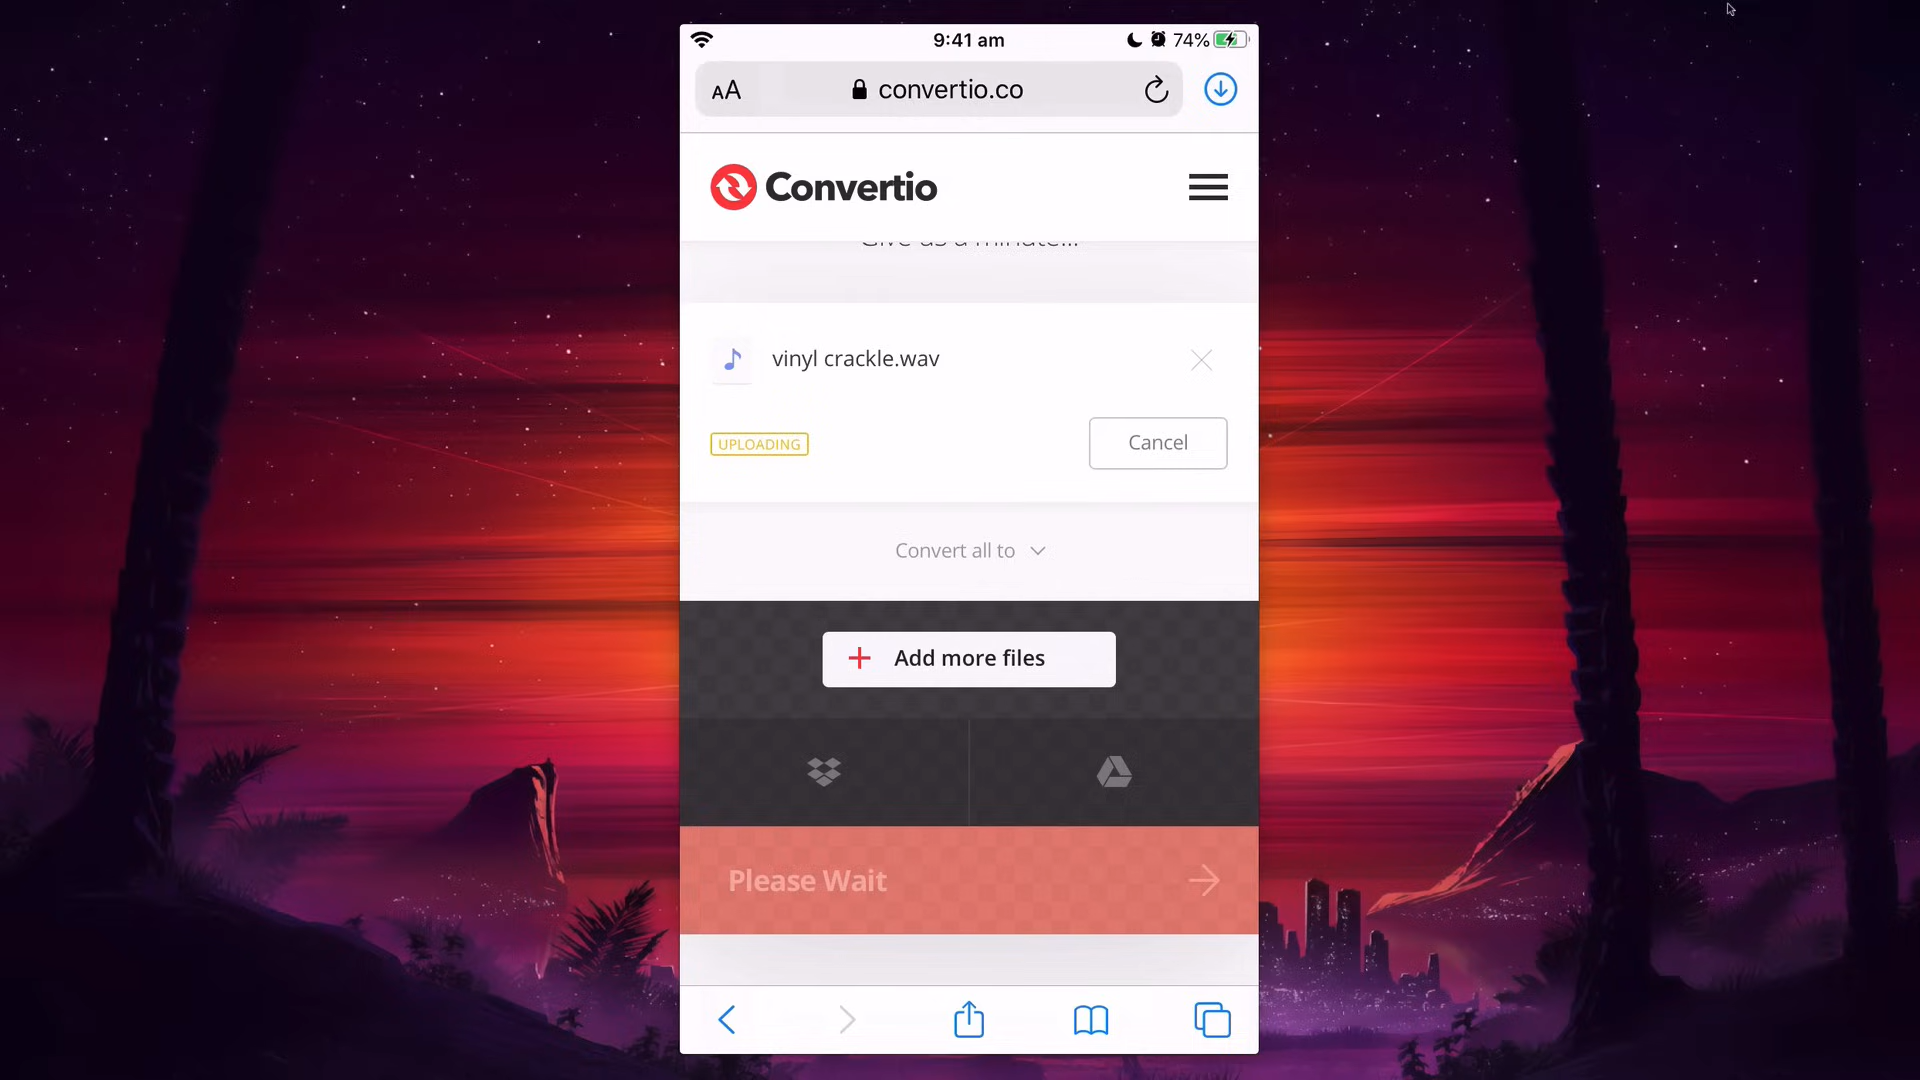 9:41 am
74%
AA
convertio.co
Convertio
Give us a minute...
vinyl crackle.wav
UPLOADING
Cancel
Convert all to
Add more files
Please Wait